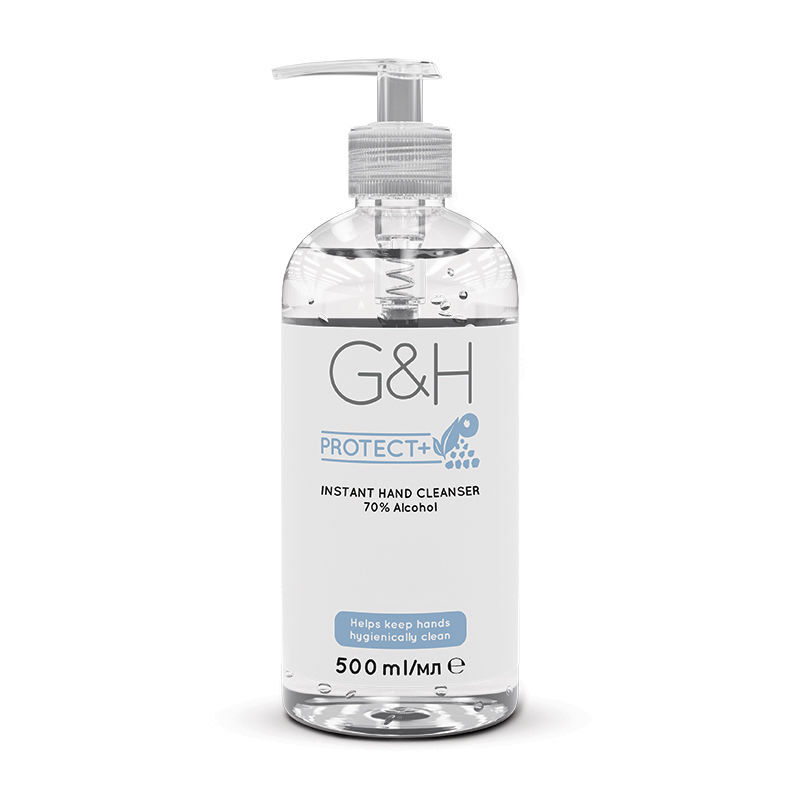 G&H
PROTECT+
INSTANT HAND CLEANSER
70% Alcohol
Helps keep hands
hygienically clean
500 ml/мл ℮